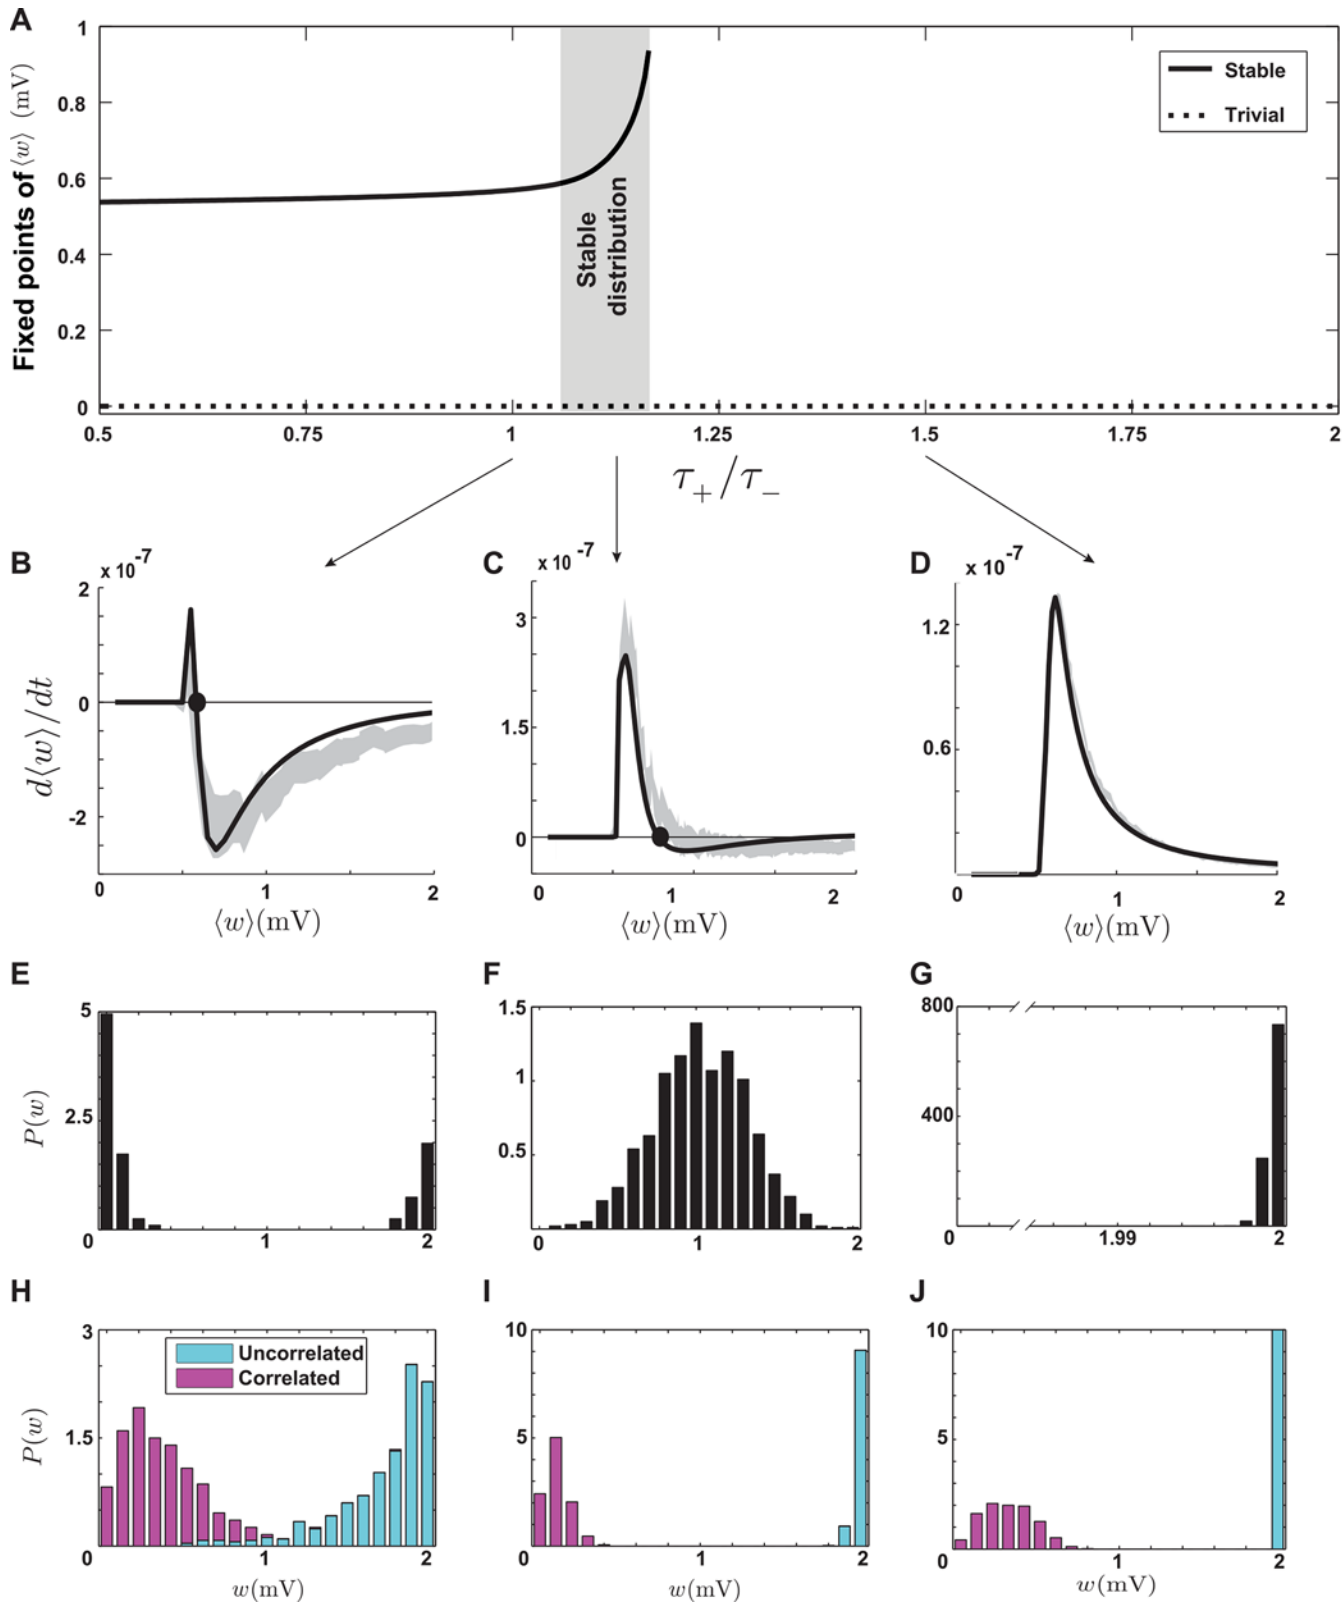 A
Fixed points of ⟨w⟩ (mV)
1
0.8
0.6
0.4
0.2
0
Stable
Trivial
Stable
distribution
0.5 0.75 1 1.25 1.5 1.75 2
τ+/τ−
B
x 10^-7
2
0
-2
d⟨w⟩/dt
0 1 2
⟨w⟩(mV)
C
x 10^-7
3
1.5
0
0 1 2
⟨w⟩(mV)
D
x 10^-7
1.2
0.6
0 1 2
⟨w⟩(mV)
E
5
2.5
P(w)
0 1 2
F
1.5
1
0.5
0 1 2
G
800
400
0
0 1.99 2
H
3
1.5
P(w)
Uncorrelated
Correlated
0 1 2
w(mV)
I
10
5
0
0 1 2
w(mV)
J
10
5
0
0 1 2
w(mV)